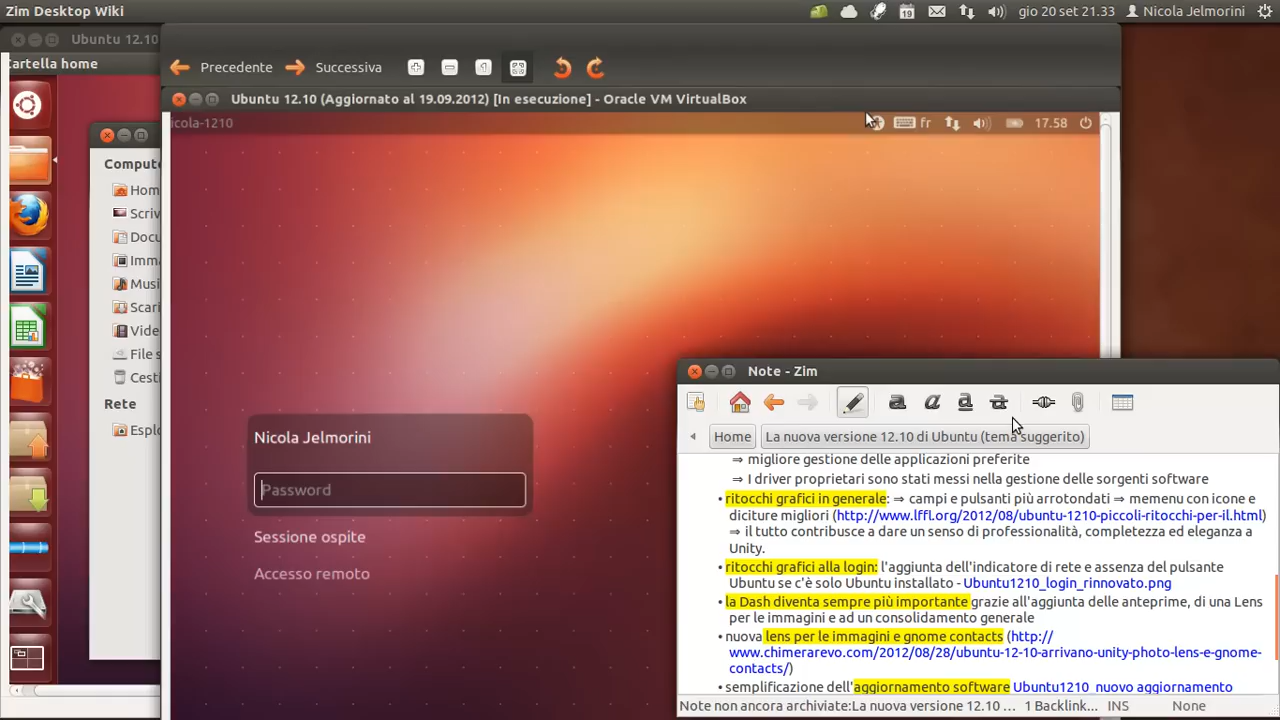 Zim Desktop Wiki
19
gio 20 set 21.33
Nicola Jelmorini
Ubuntu 12.10
Cartella home
Precedente
Successiva
Ubuntu 12.10 (Aggiornato al 19.09.2012) [In esecuzione] - Oracle VM VirtualBox
icola-1210
fr
17.58
Compute
Home
Scriv
Docu
Imma
Musi
Scari
Video
File s
Cesti
Rete
Esplo
Nicola Jelmorini
Password
Sessione ospite
Accesso remoto
Note - Zim
Home
La nuova versione 12.10 di Ubuntu (tema suggerito)
⇒ migliore gestione delle applicazioni preferite
⇒ I driver proprietari sono stati messi nella gestione delle sorgenti software
• ritocchi grafici in generale: ⇒ campi e pulsanti più arrotondati ⇒ memenu con icone e
diciture migliori (http://www.lffl.org/2012/08/ubuntu-1210-piccoli-ritocchi-per-il.html)
⇒ il tutto contribuisce a dare un senso di professionalità, completezza ed eleganza a
Unity.
• ritocchi grafici alla login: l'aggiunta dell'indicatore di rete e assenza del pulsante
Ubuntu se c'è solo Ubuntu installato - Ubuntu1210_login_rinnovato.png
• la Dash diventa sempre più importante grazie all'aggiunta delle anteprime, di una Lens
per le immagini e ad un consolidamento generale
• nuova lens per le immagini e gnome contacts (http://
www.chimerarevo.com/2012/08/28/ubuntu-12-10-arrivano-unity-photo-lens-e-gnome-
contacts/)
• semplificazione dell'aggiornamento software Ubuntu1210_nuovo aggiornamento
Note non ancora archiviate:La nuova versione 12.10 ...
1 Backlink...
INS
None